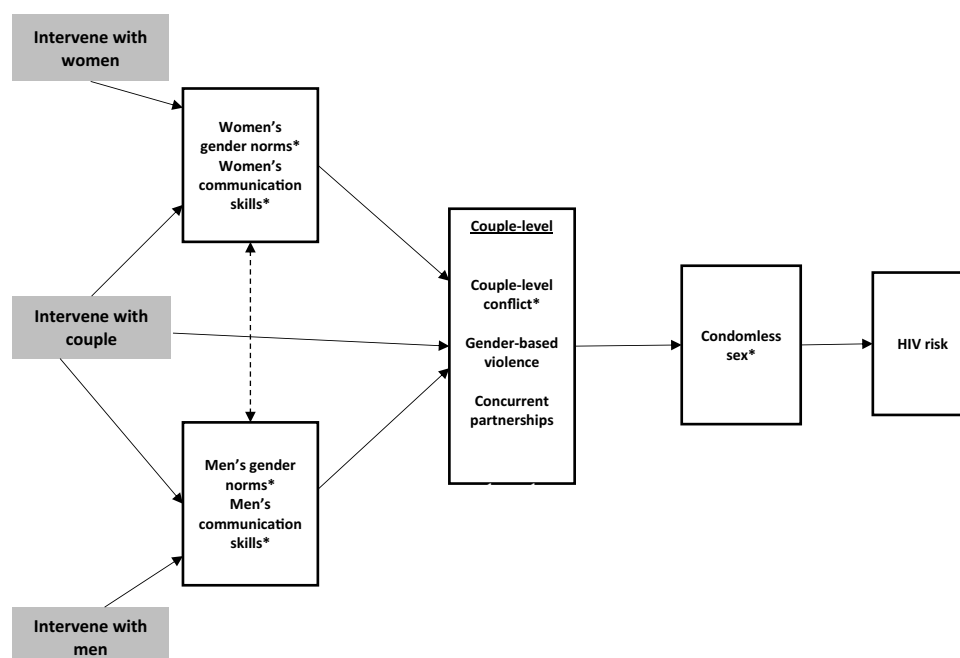 Intervene with
women
Women’s
gender norms*
Women’s
communication
skills*
Couple-level
Couple-level
conflict*
Gender-based
violence
Concurrent
partnerships
Intervene with
couple
Condomless
sex*
HIV risk
Men’s gender
norms*
Men’s
communication
skills*
Intervene with
men